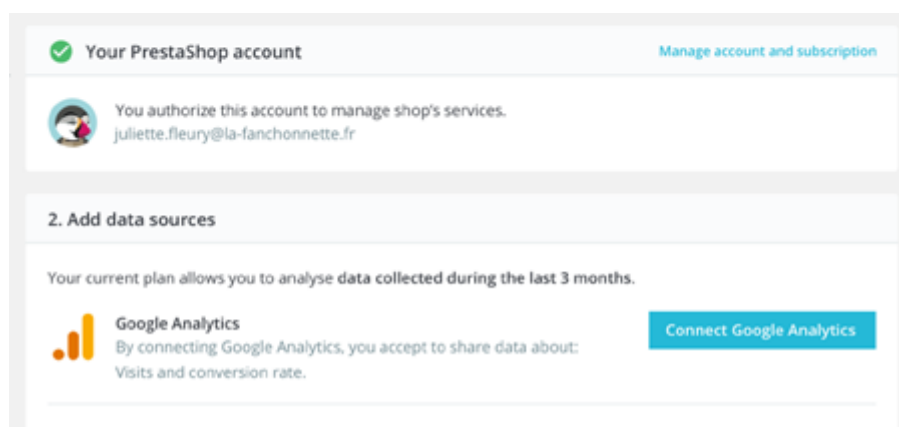 Your PrestaShop account
Manage account and subscription
You authorize this account to manage shop's services.
juliette.fleury@la-fanchonnette.fr
2. Add data sources
Your current plan allows you to analyse data collected during the last 3 months.
Google Analytics
Connect Google Analytics
By connecting Google Analytics, you accept to share data about:
Visits and conversion rate.